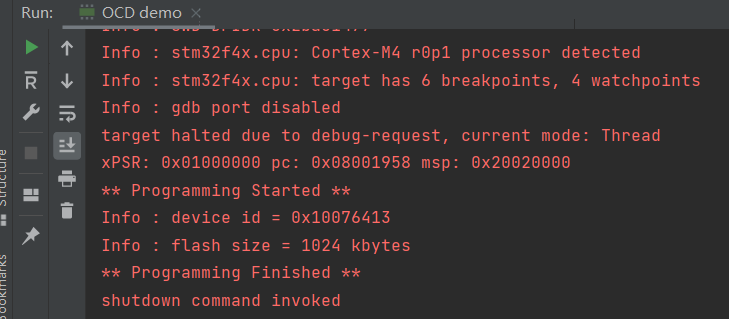 Run:
OCD demo
Info : stm32f4x.cpu: Cortex-M4 r0p1 processor detected
Info : stm32f4x.cpu: target has 6 breakpoints, 4 watchpoints
Info : gdb port disabled
target halted due to debug-request, current mode: Thread
xPSR: 0x01000000 pc: 0x08001958 msp: 0x20020000
** Programming Started **
Info : device id = 0x10076413
Info : flash size = 1024 kbytes
** Programming Finished **
shutdown command invoked
Structure